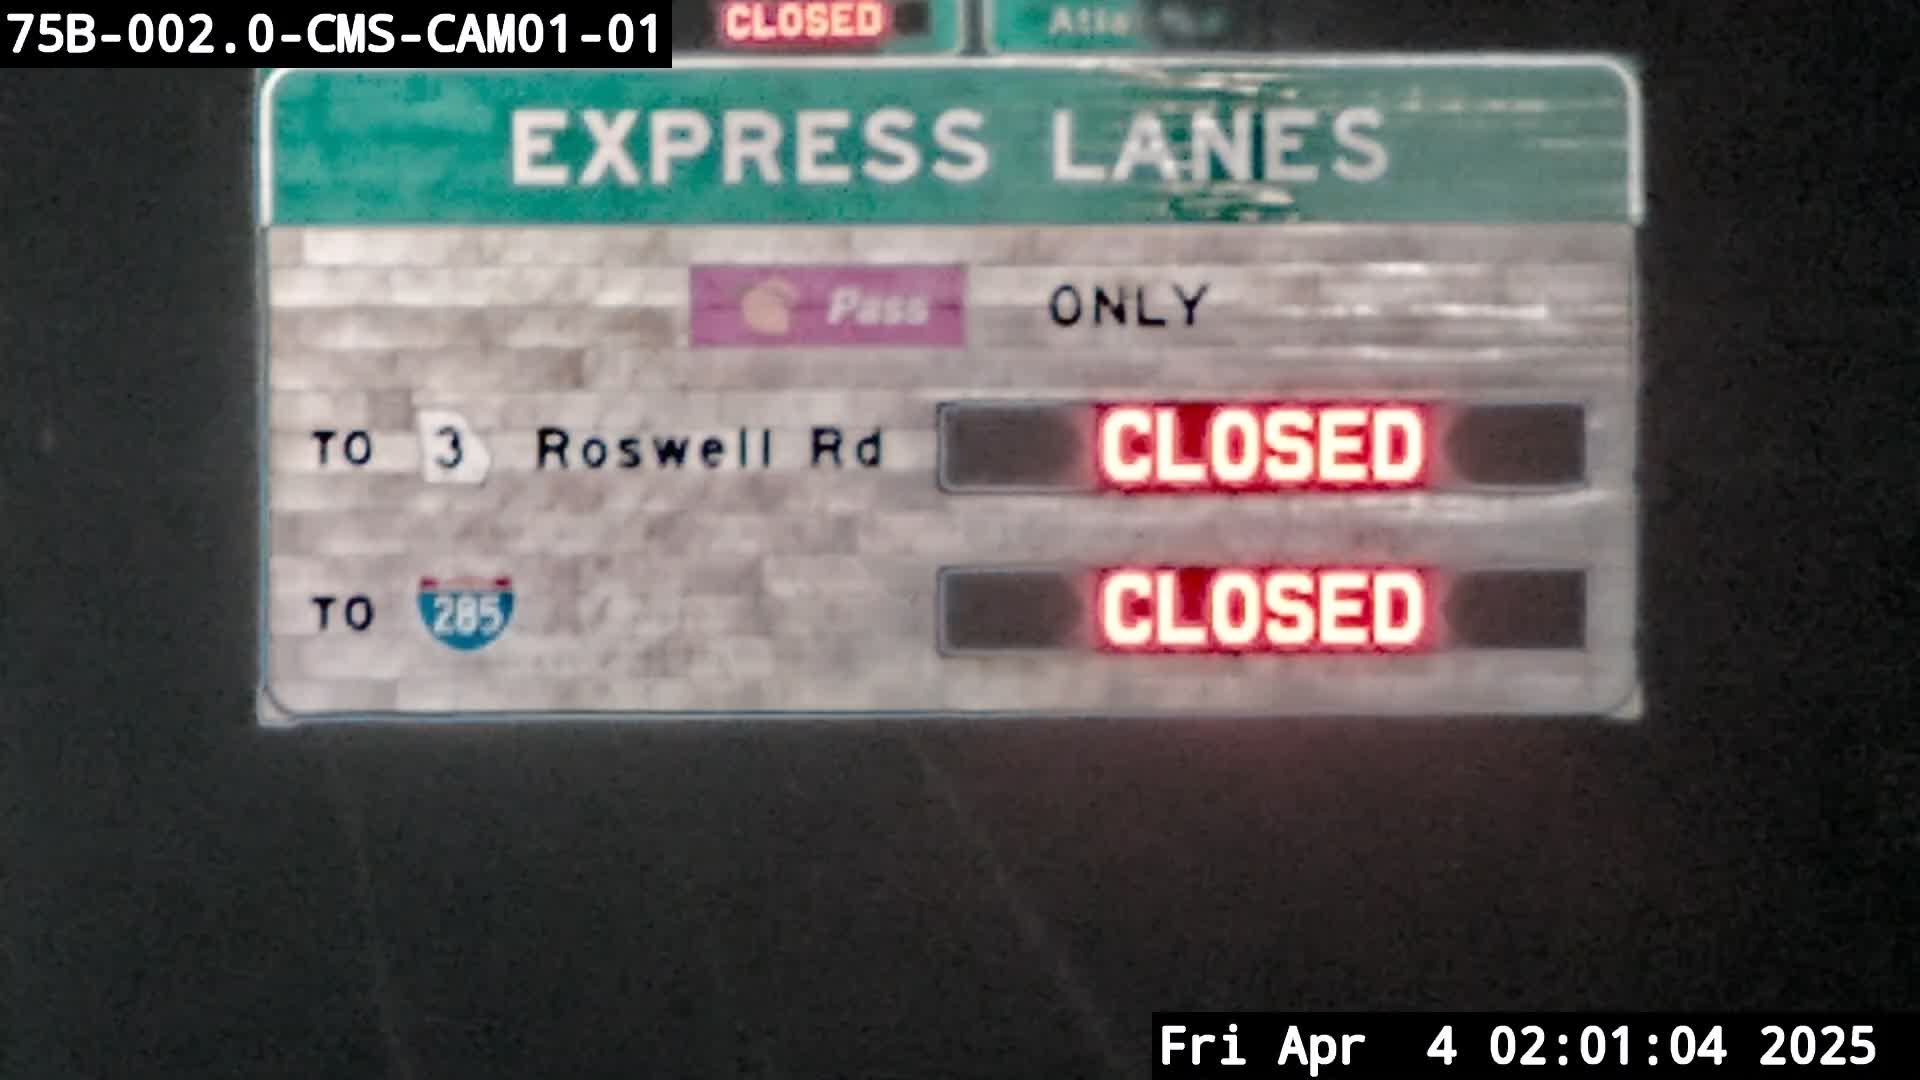 75B-002.0-CMS-CAM01-01
CLOSED
EXPRESS LANES
Pass ONLY
TO 3 Roswell Rd CLOSED
TO 285 CLOSED
Fri Apr 4 02:01:04 2025